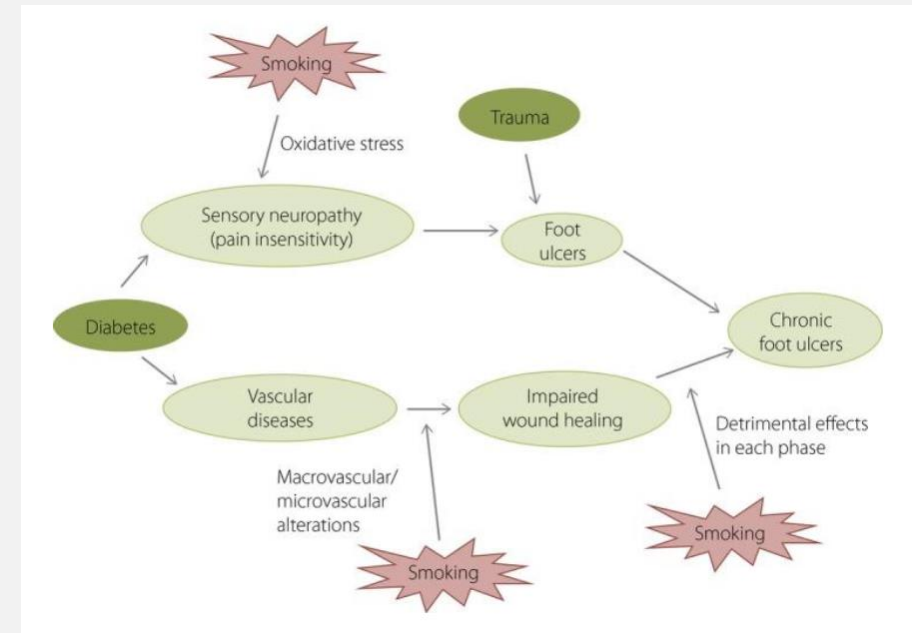 Smoking
Trauma
Oxidative stress
Sensory neuropathy
(pain insensitivity)
Foot
ulcers
Diabetes
Chronic
foot ulcers
Vascular
diseases
Impaired
wound healing
Detrimental effects
in each phase
Macrovascular/
microvascular
alterations
Smoking
Smoking